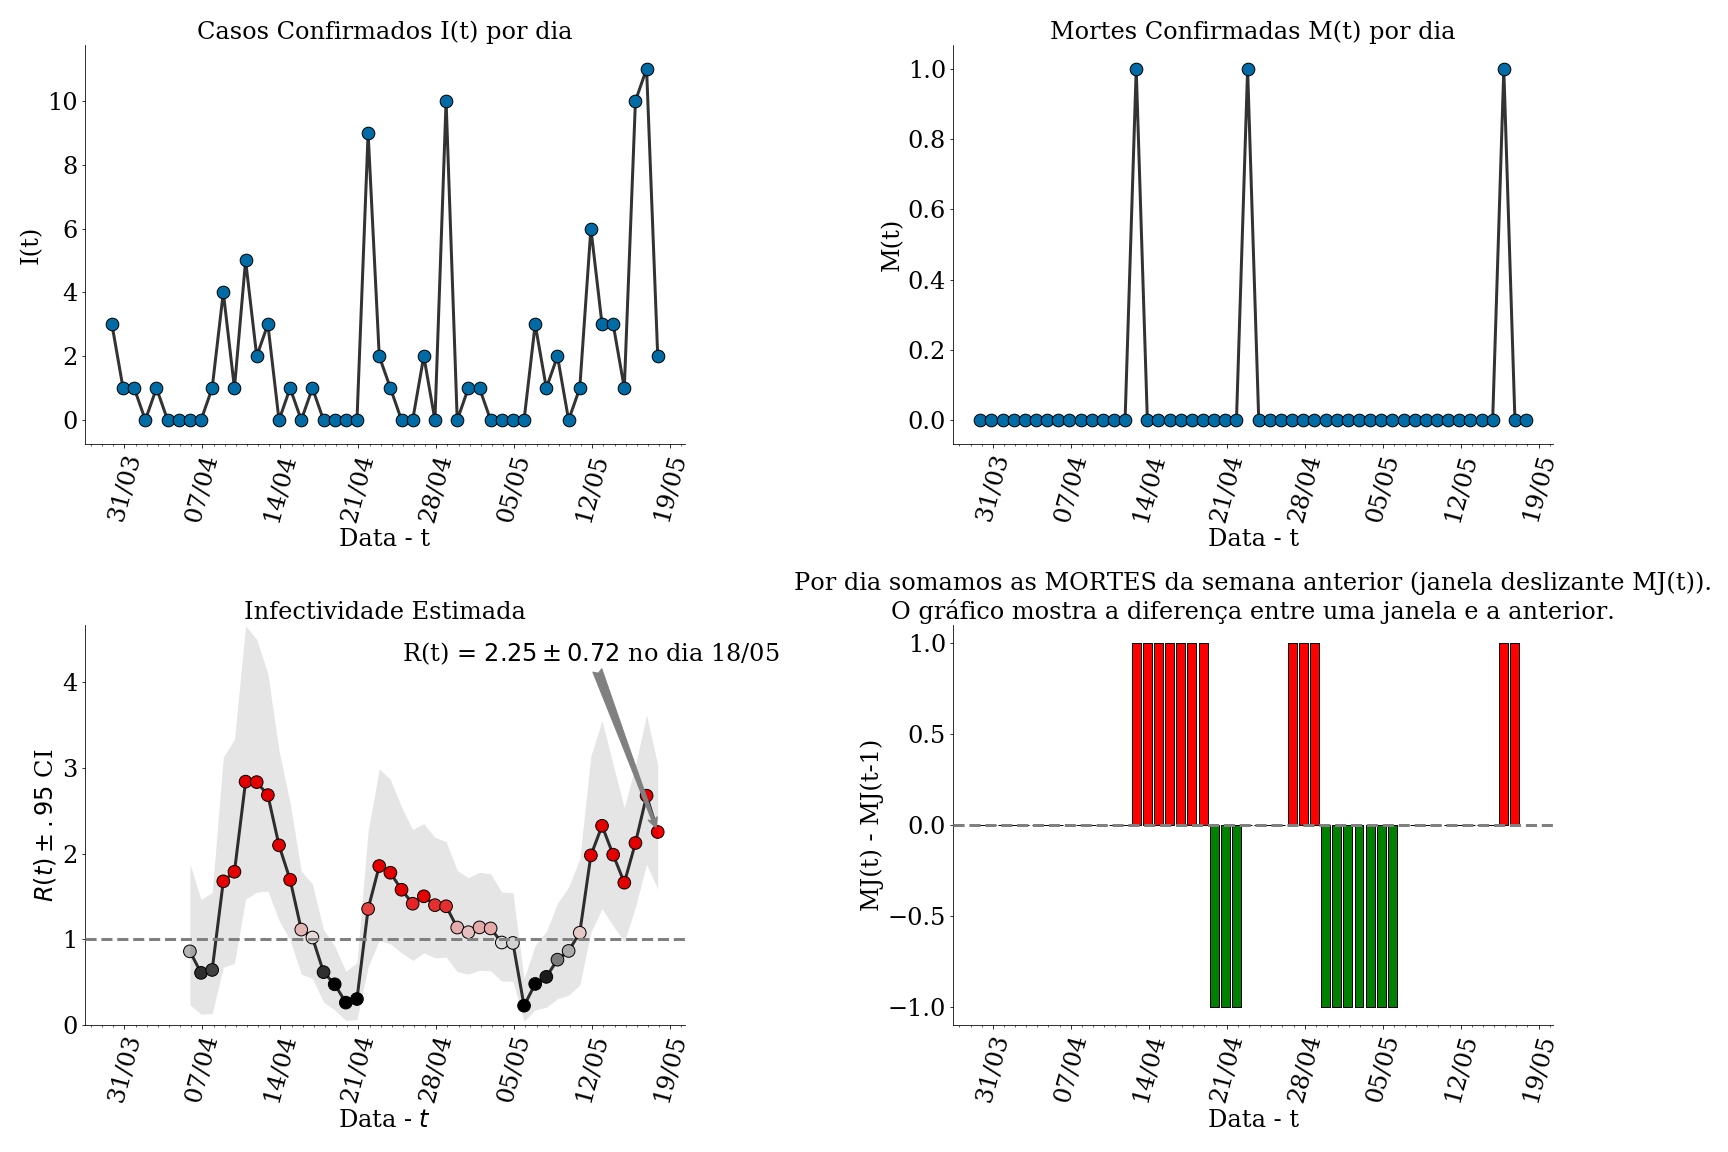 Casos Confirmados I(t) por dia
I(t)
10
8
6
4
2
0
31/03 07/04 14/04 21/04 28/04 05/05 12/05 19/05
Data - t
Mortes Confirmadas M(t) por dia
M(t)
1.0
0.8
0.6
0.4
0.2
0.0
31/03 07/04 14/04 21/04 28/04 05/05 12/05 19/05
Data - t
Infectividade Estimada
R(t) = 2.25 ± 0.72 no dia 18/05
R(t) ± .95 CI
4
3
2
1
0
31/03 07/04 14/04 21/04 28/04 05/05 12/05 19/05
Data - t
Por dia somamos as MORTES da semana anterior (janela deslizante MJ(t)).
O gráfico mostra a diferença entre uma janela e a anterior.
MJ(t) - MJ(t-1)
1.0
0.5
0.0
−0.5
−1.0
31/03 07/04 14/04 21/04 28/04 05/05 12/05 19/05
Data - t